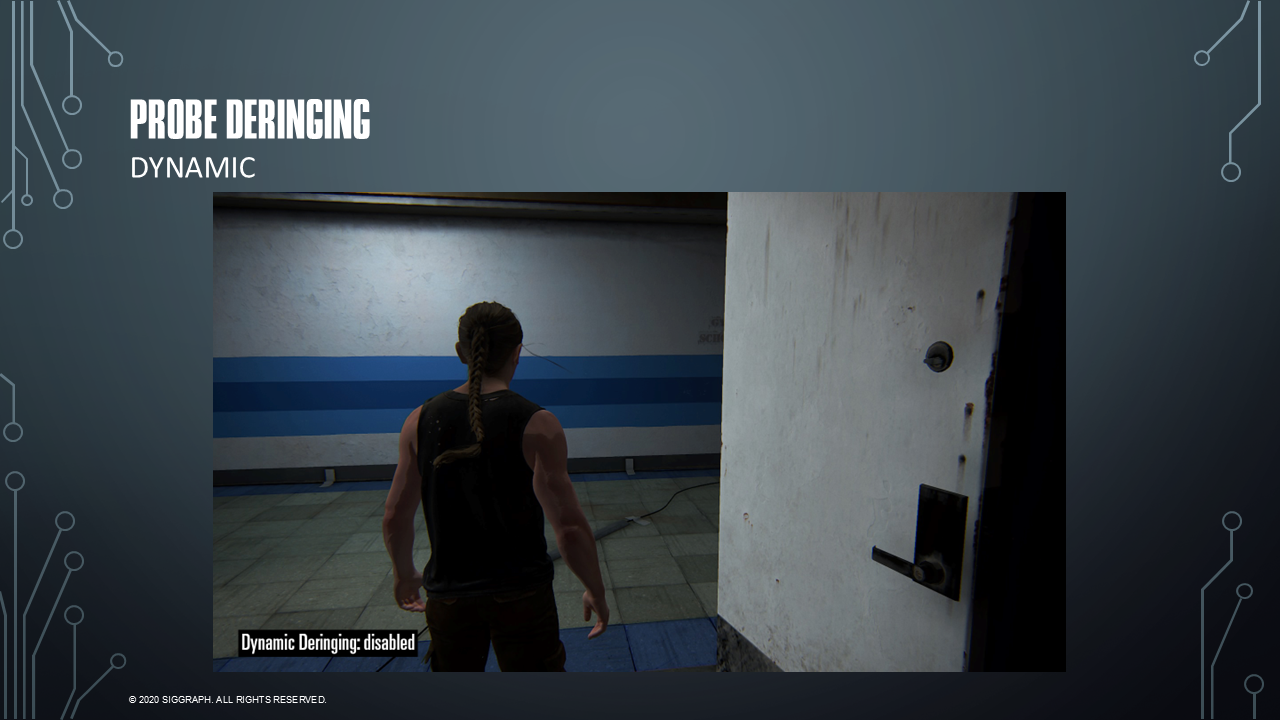 PROBE DERINGING
DYNAMIC
Dynamic Deringing: disabled
© 2020 SIGGRAPH. ALL RIGHTS RESERVED.